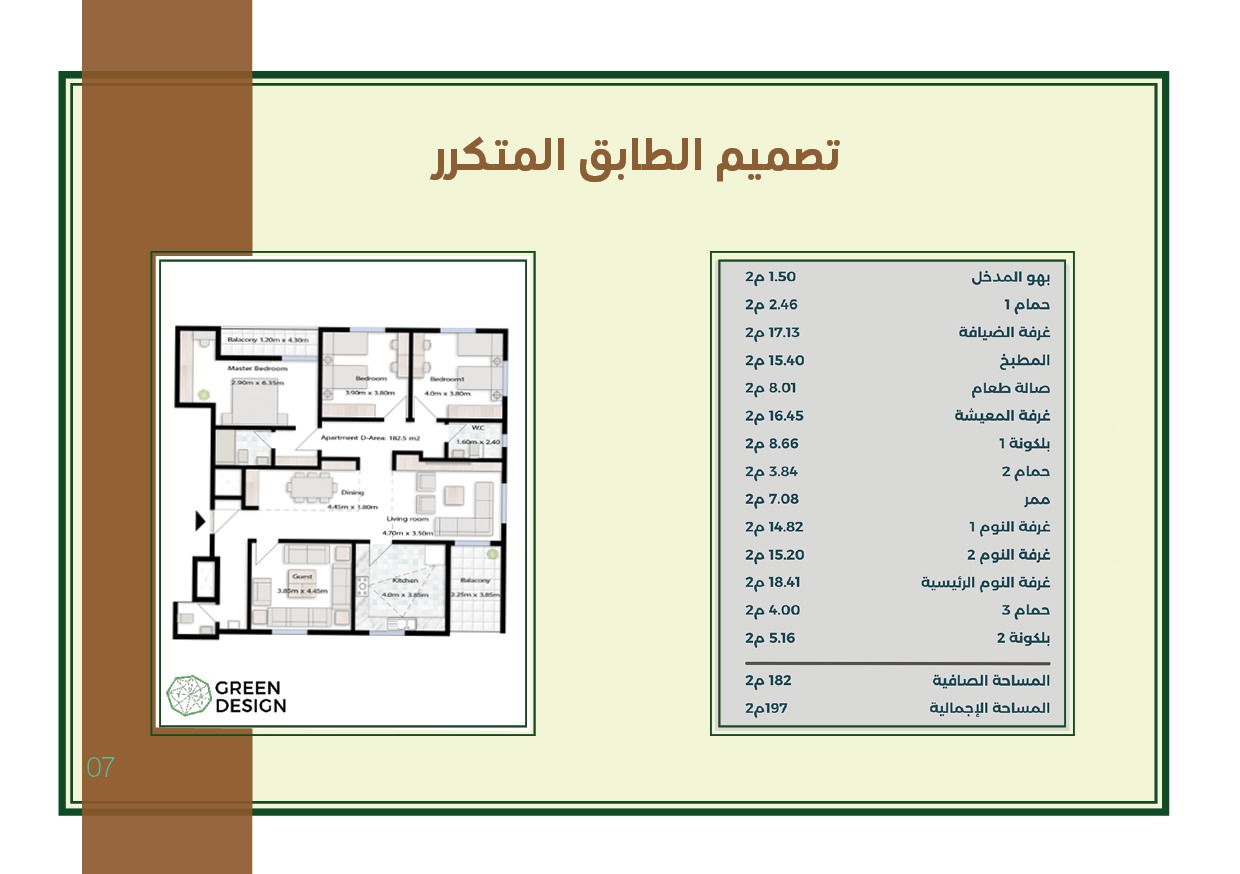 تصميم الطابق المتكرر
بهو المدخل 1.50 م2
حمام 1 2.46 م2
غرفة الضيافة 17.13 م2
المطبخ 15.40 م2
صالة طعام 8.01 م2
غرفة المعيشة 16.45 م2
بلكونة 1 8.66 م2
حمام 2 3.84 م2
ممر 7.08 م2
غرفة النوم 1 14.82 م2
غرفة النوم 2 15.20 م2
غرفة النوم الرئيسية 18.41 م2
حمام 3 4.00 م2
بلكونة 2 5.16 م2
المساحة الصافية 182 م2
المساحة الإجمالية 197م2
Balacony 1.20m x 4.30m
Master Bedroom
2.90m x 6.35m
Bedroom
3.90m x 3.80m
Bedroom1
4.0m x 3.80m
Apartment D-Area: 182.5 m2
W.C
1.60m x 2.40
Dining
4.45m x 1.80m
Living room
4.70m x 3.50m
Guest
3.85m x 4.45m
Kitchen
4.0m x 3.85m
Balacony
2.25m x 3.85m
GREEN
DESIGN
07